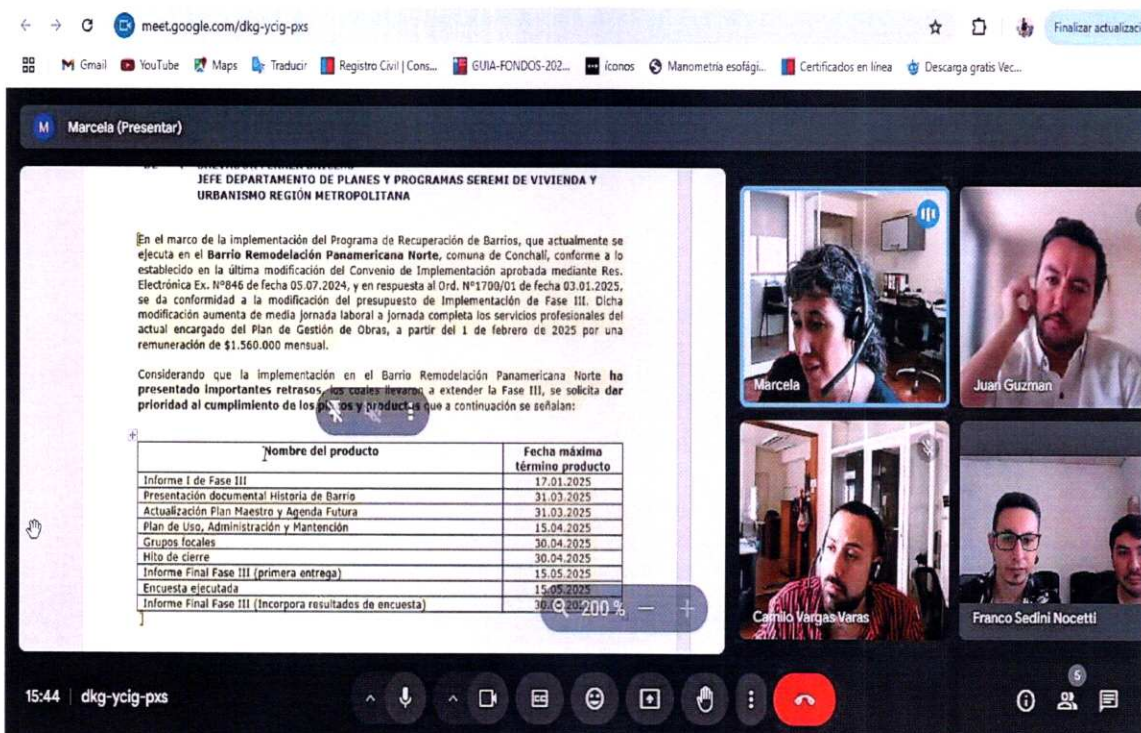 meet.google.com/dkg-ycig-pxs
Finalizar actualizaci
Gmail
YouTube
Maps
Traducir
Registro Civil | Cons...
GUIA-FONDOS-202...
íconos
Manometria esofági...
Certificados en línea
Descarga gratis Vec...
M Marcela (Presentar)
JEFE DEPARTAMENTO DE PLANES Y PROGRAMAS SEREMI DE VIVIENDA Y
URBANISMO REGIÓN METROPOLITANA
En el marco de la implementación del Programa de Recuperación de Barrios, que actualmente se
ejecuta en el Barrio Remodelación Panamericana Norte, comuna de Conchalí, conforme a lo
establecido en la última modificación del Convenio de Implementación aprobada mediante Res.
Electrónica Ex. Nº846 de fecha 05.07.2024, y en respuesta al Ord. Nº1700/01 de fecha 03.01.2025,
se da conformidad a la modificación del presupuesto de Implementación de Fase III. Dicha
modificación aumenta de media jornada laboral a jornada completa los servicios profesionales del
actual encargado del Plan de Gestión de Obras, a partir del 1 de febrero de 2025 por una
remuneración de $1.560.000 mensual.
Considerando que la implementación en el Barrio Remodelación Panamericana Norte ha
presentado importantes retrasos, los cuales llevaron a extender la Fase III, se solicita dar
prioridad al cumplimiento de los plazos y productos que a continuación se señalan:
Nombre del producto Fecha máxima
término producto
Informe I de Fase III 17.01.2025
Presentación documental Historia de Barrio 31.03.2025
Actualización Plan Maestro y Agenda Futura 31.03.2025
Plan de Uso, Administración y Mantención 15.04.2025
Grupos focales 30.04.2025
Hito de cierre 30.04.2025
Informe Final Fase III (primera entrega) 15.05.2025
Encuesta ejecutada 15.05.2025
Informe Final Fase III (Incorpora resultados de encuesta)
200 %
Marcela
Juan Guzman
Camilo Vargas Varas
Franco Sedini Nocetti
15:44 dkg-ycig-pxs
CC
5